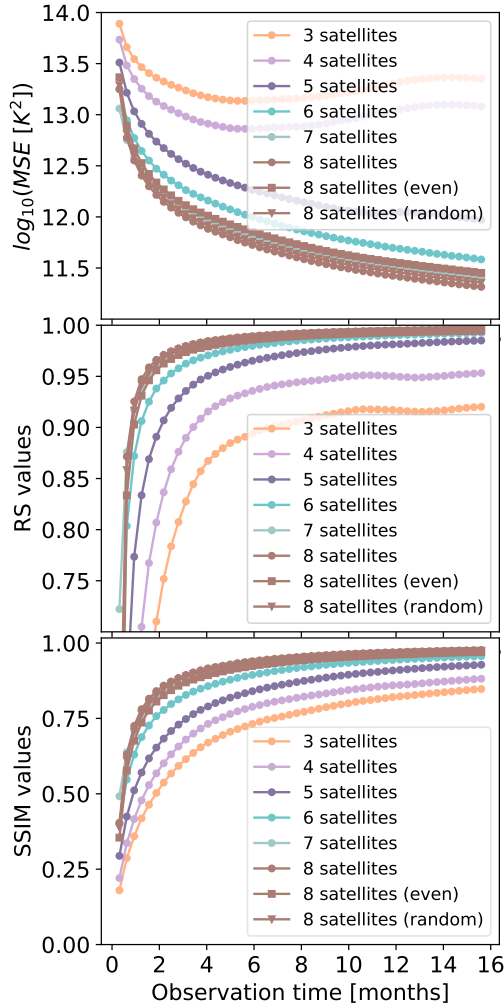 14.0
13.5
13.0
12.5
12.0
11.5
log10(MSE [K2])
3 satellites
4 satellites
5 satellites
6 satellites
7 satellites
8 satellites
8 satellites (even)
8 satellites (random)
1.00
0.95
0.90
0.85
0.80
0.75
RS values
3 satellites
4 satellites
5 satellites
6 satellites
7 satellites
8 satellites
8 satellites (even)
8 satellites (random)
1.00
0.75
0.50
0.25
0.00
SSIM values
3 satellites
4 satellites
5 satellites
6 satellites
7 satellites
8 satellites
8 satellites (even)
8 satellites (random)
0 2 4 6 8 10 12 14 16
Observation time [months]